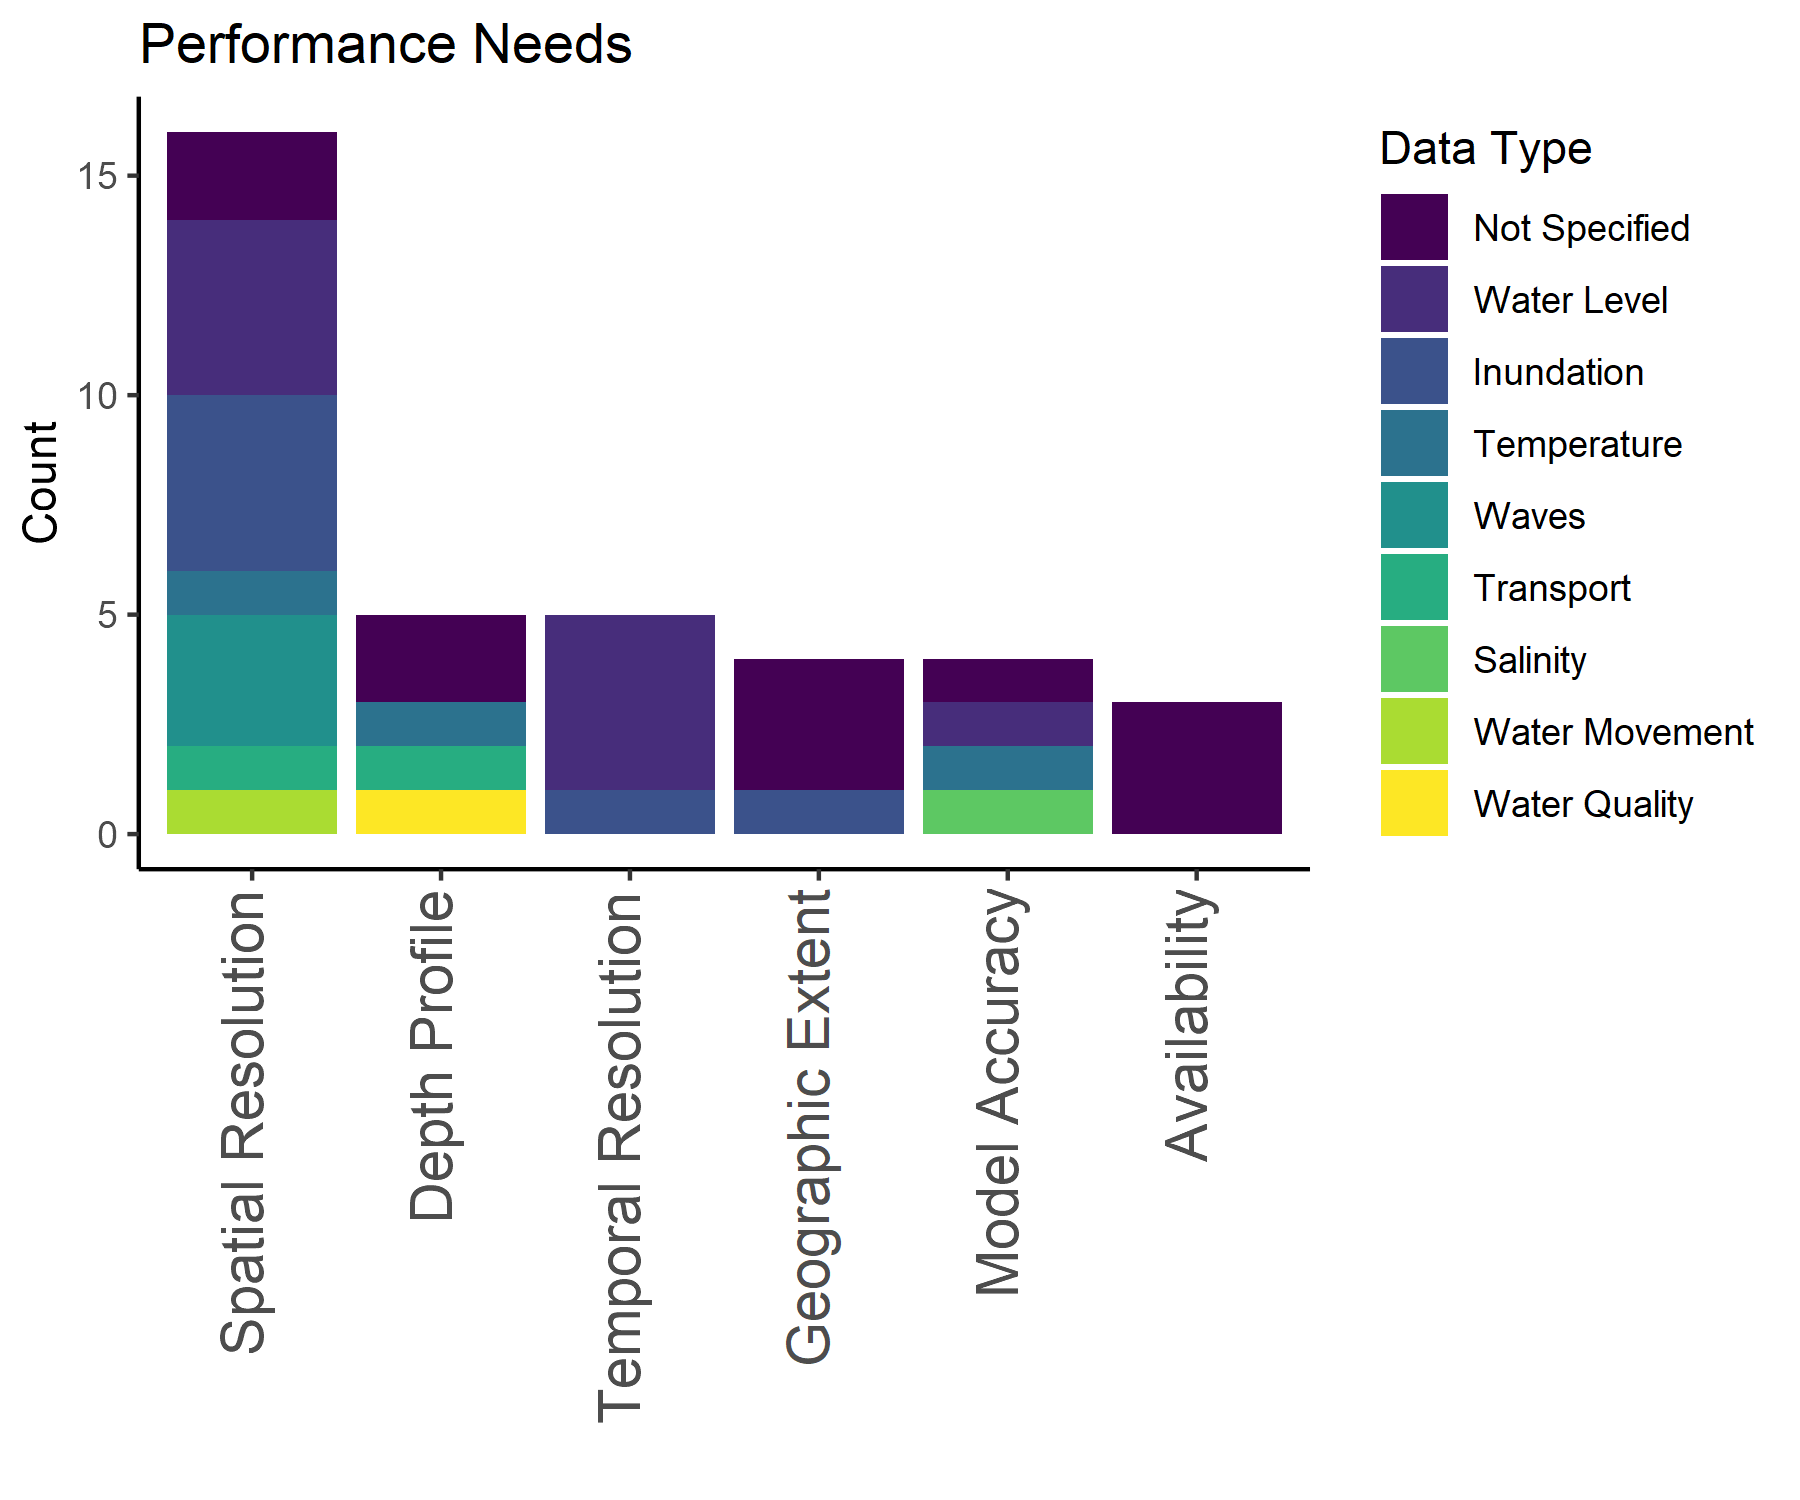 Performance Needs
Count
15
10
5
0
Spatial Resolution
Depth Profile
Temporal Resolution
Geographic Extent
Model Accuracy
Availability
Data Type
Not Specified
Water Level
Inundation
Temperature
Waves
Transport
Salinity
Water Movement
Water Quality